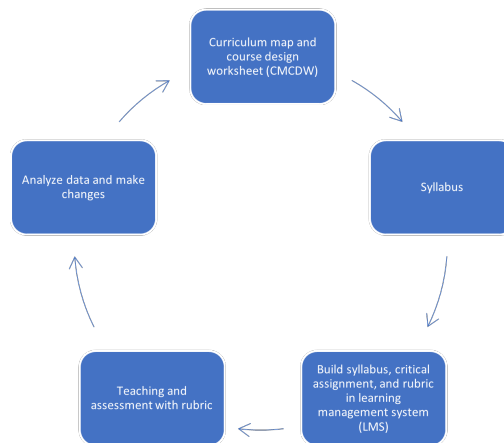 Curriculum map and
course design
worksheet (CMCDW)
Syllabus
Build syllabus, critical
assignment, and rubric
in learning
management system
(LMS)
Teaching and
assessment with rubric
Analyze data and make
changes